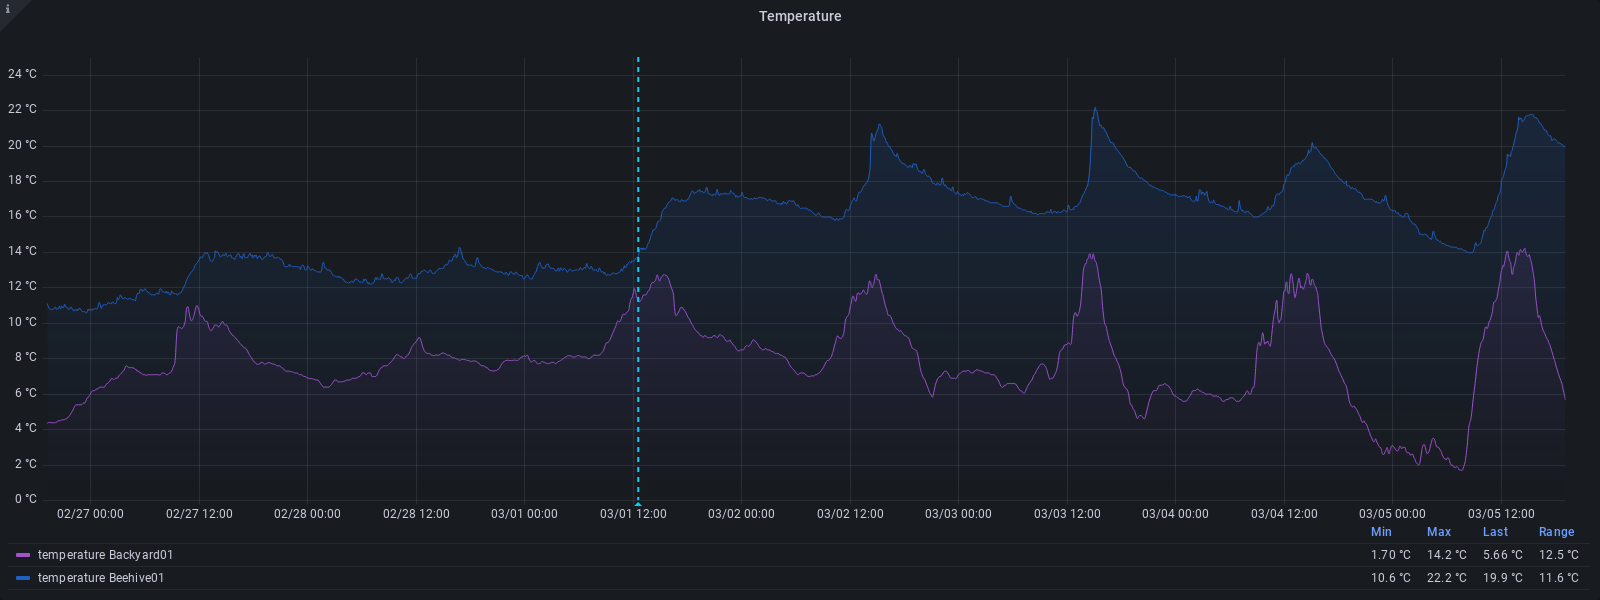 i
Temperature
24 °C
22 °C
20 °C
18 °C
16 °C
14 °C
12 °C
10 °C
8 °C
6 °C
4 °C
2 °C
0 °C
02/27 00:00 02/27 12:00 02/28 00:00 02/28 12:00 03/01 00:00 03/01 12:00 03/02 00:00 03/02 12:00 03/03 00:00 03/03 12:00 03/04 00:00 03/04 12:00 03/05 00:00 03/05 12:00
Min Max Last Range
temperature Backyard01 1.70 °C 14.2 °C 5.66 °C 12.5 °C
temperature Beehive01 10.6 °C 22.2 °C 19.9 °C 11.6 °C